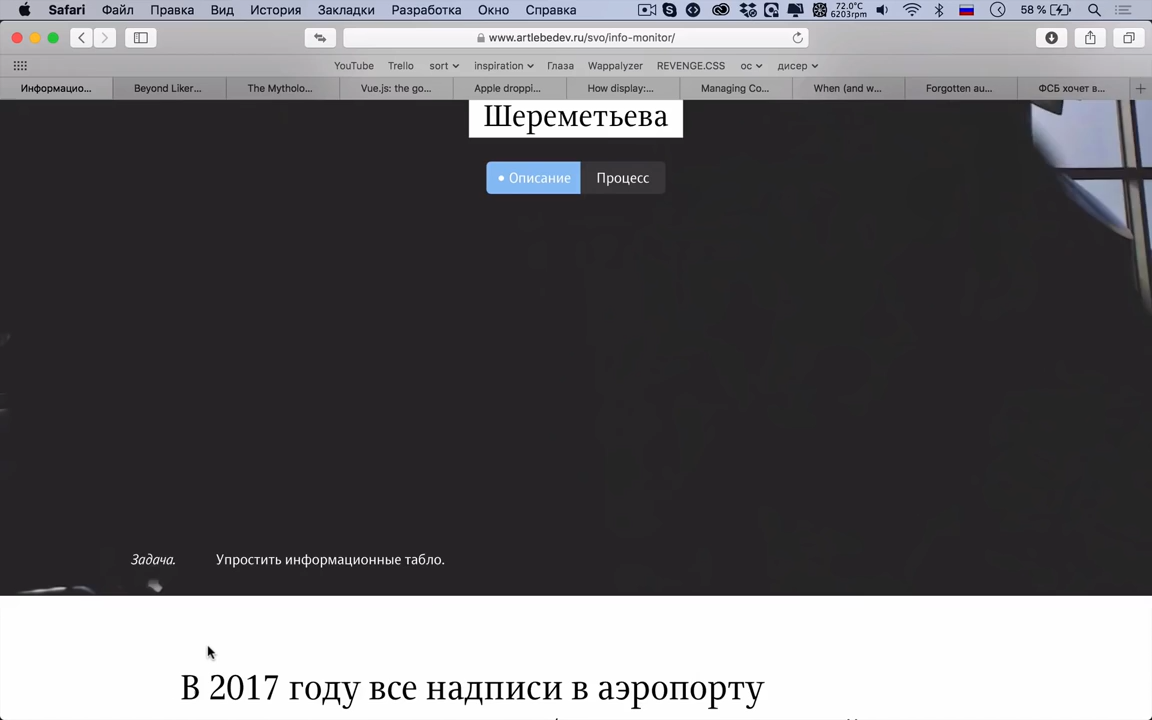 Safari Файл Правка Вид История Закладки Разработка Окно Справка 72.0°C 6203rpm 58 %
www.artlebedev.ru/svo/info-monitor/
YouTube Trello sort inspiration Глаза Wappalyzer REVENGE.CSS ос дисер
Информацио... Beyond Liker... The Mytholo... Vue.js: the go... Apple droppi... How display:... Managing Co... When (and w... Forgotten au... ФСБ хочет в...
Шереметьева
Описание Процесс
Задача. Упростить информационные табло.
В 2017 году все надписи в аэропорту